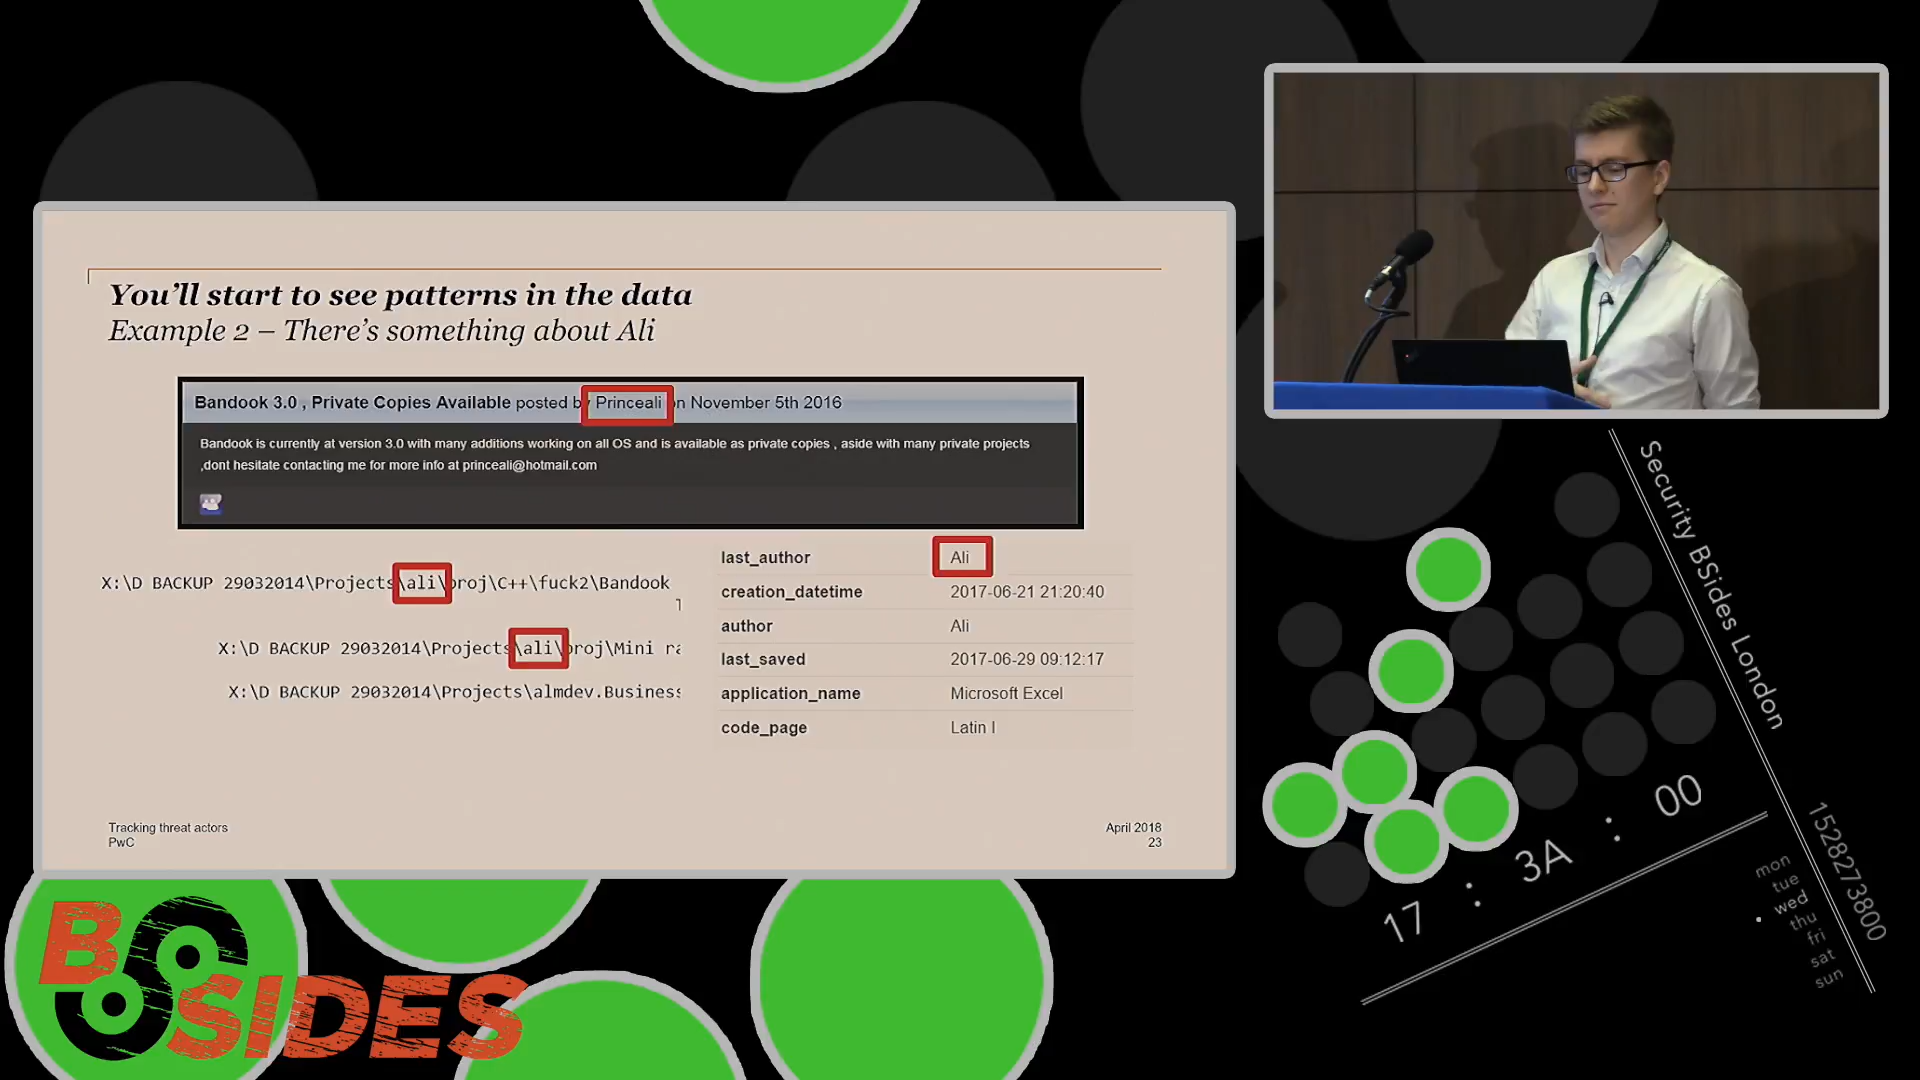 You'll start to see patterns in the data
Example 2 – There's something about Ali
Bandook 3.0 , Private Copies Available posted by Princeali on November 5th 2016
Bandook is currently at version 3.0 with many additions working on all OS and is available as private copies , aside with many private projects
,dont hesitate contacting me for more info at princeali@hotmail.com
X:\D BACKUP 29032014\Projects\ali\proj\C++\fuck2\Bandook
X:\D BACKUP 29032014\Projects\ali\proj\Mini ra
X:\D BACKUP 29032014\Projects\almdev.Business
last_author Ali
creation_datetime 2017-06-21 21:20:40
author Ali
last_saved 2017-06-29 09:12:17
application_name Microsoft Excel
code_page Latin I
Tracking threat actors
PwC
April 2018
23
Security BSides London
17 : 3A : 00
1528273800
mon
tue
wed
thu
fri
sat
sun
BSIDES